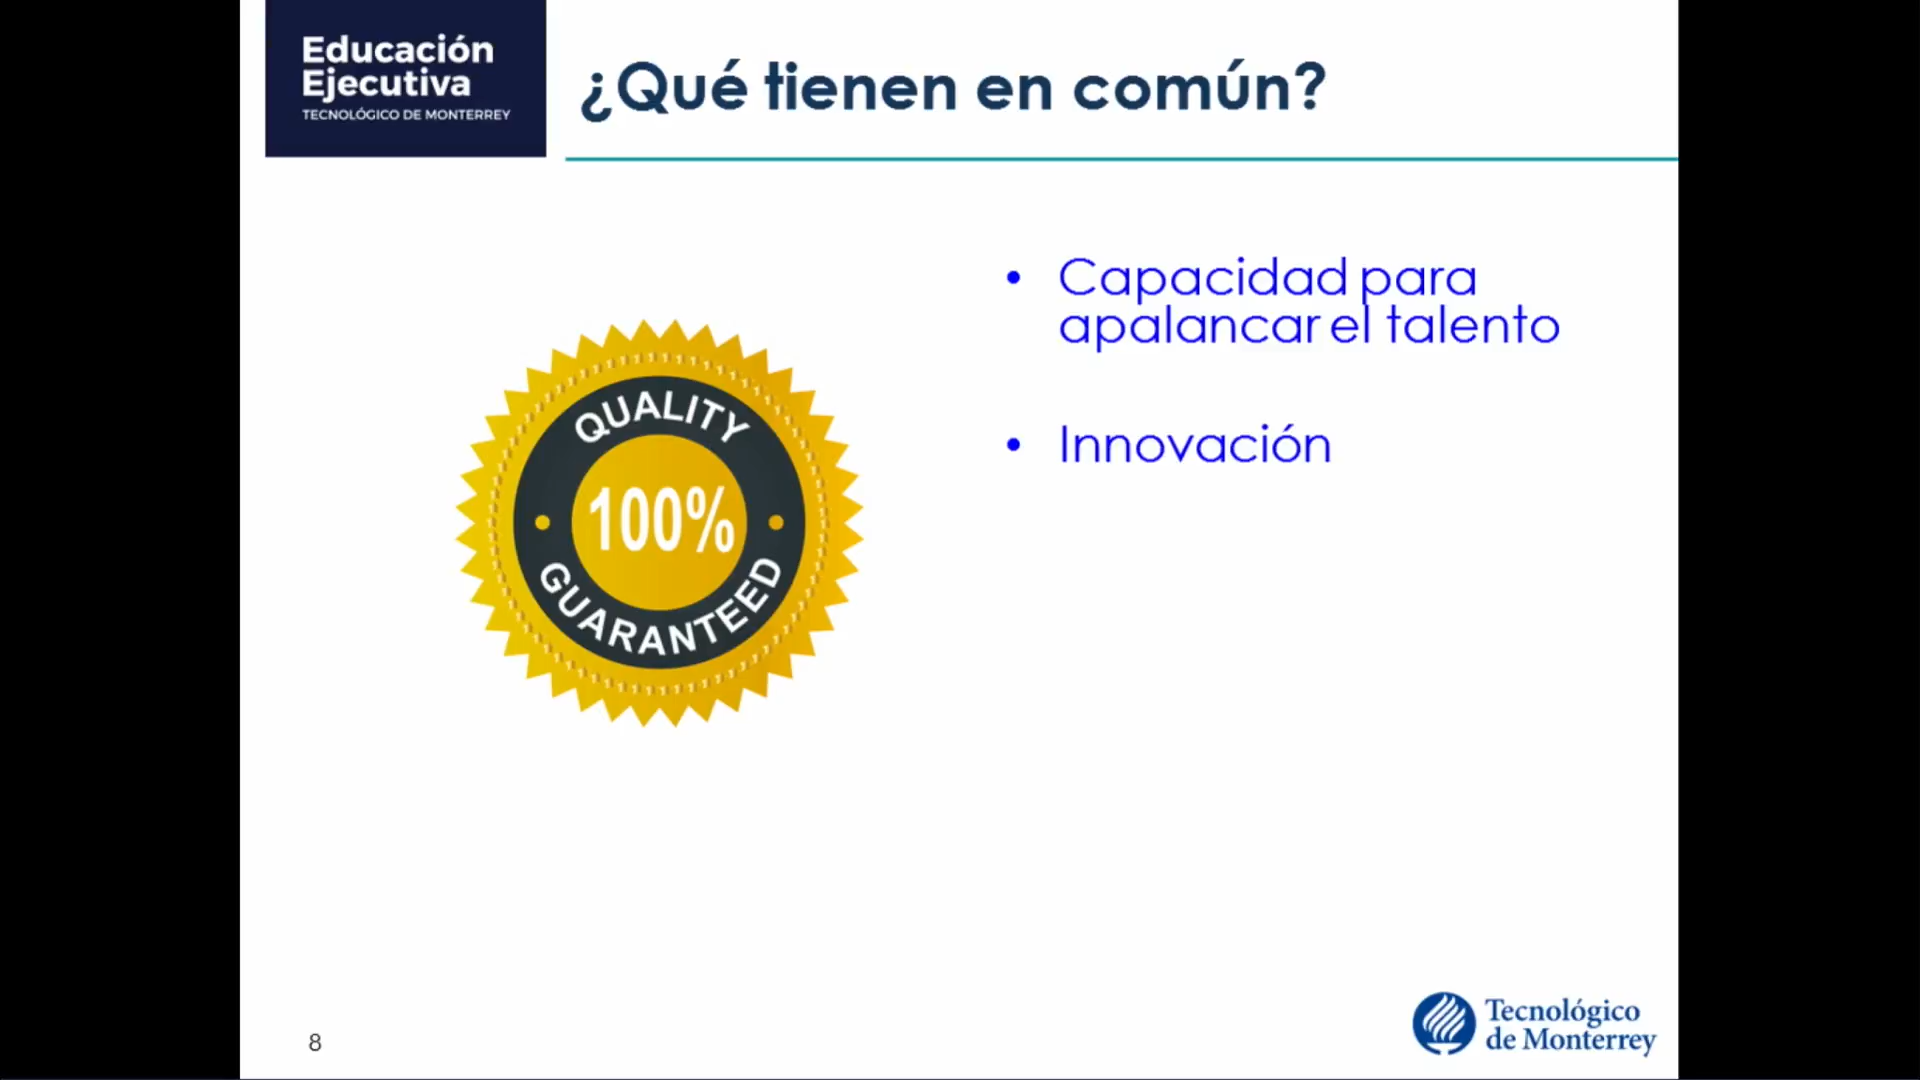 Educación
Ejecutiva
TECNOLÓGICO DE MONTERREY
¿Qué tienen en común?
• Capacidad para
apalancar el talento
• Innovación
QUALITY
100%
GUARANTEED
8
Tecnológico
de Monterrey